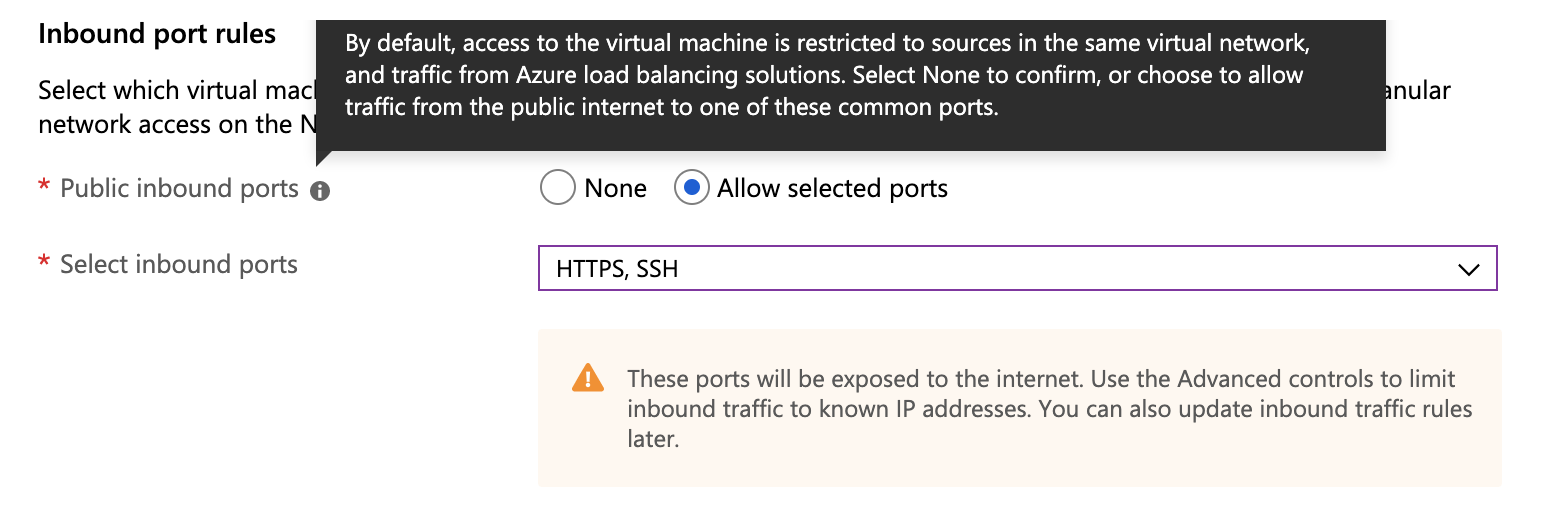 Inbound port rules
By default, access to the virtual machine is restricted to sources in the same virtual network,
and traffic from Azure load balancing solutions. Select None to confirm, or choose to allow
traffic from the public internet to one of these common ports.
Select which virtual
network access on the
* Public inbound ports
None
Allow selected ports
* Select inbound ports
HTTPS, SSH
These ports will be exposed to the internet. Use the Advanced controls to limit
inbound traffic to known IP addresses. You can also update inbound traffic rules
later.